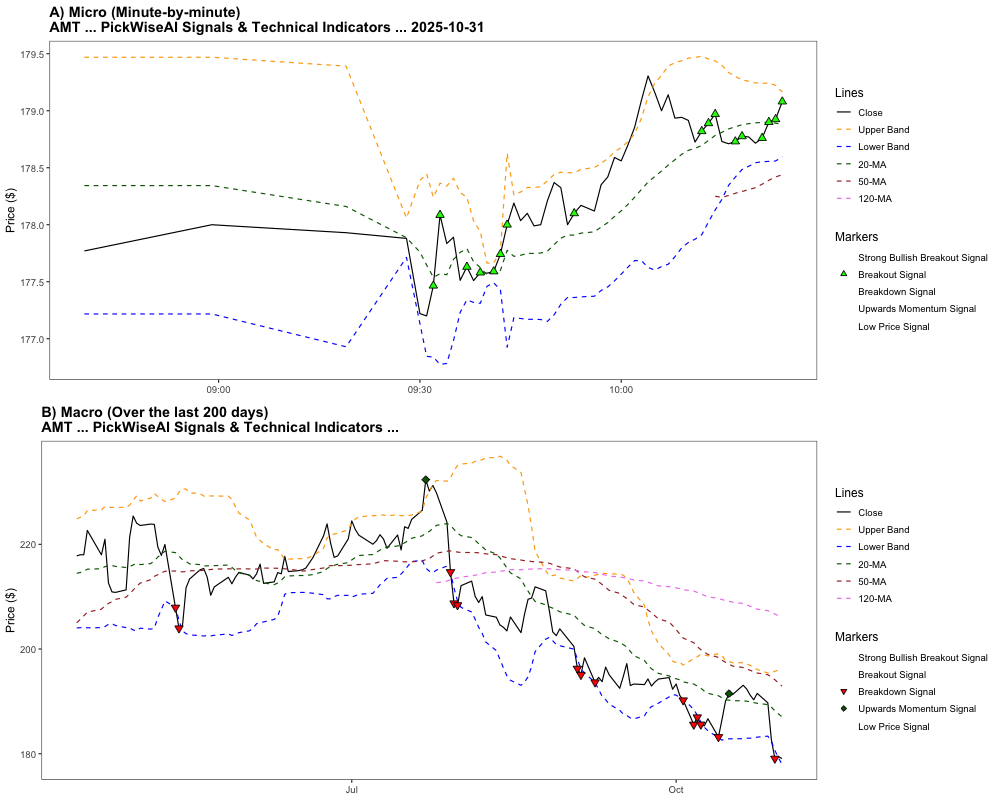 A) Micro (Minute-by-minute)
AMT ... PickWiseAI Signals & Technical Indicators ... 2025-10-31
179.5
179.0
178.5
178.0
177.5
177.0
Price ($)
09:00
09:30
10:00
Lines
Close
Upper Band
Lower Band
20-MA
50-MA
120-MA
Markers
Strong Bullish Breakout Signal
Breakout Signal
Breakdown Signal
Upwards Momentum Signal
Low Price Signal
B) Macro (Over the last 200 days)
AMT ... PickWiseAI Signals & Technical Indicators ...
220
200
180
Price ($)
Jul
Oct
Lines
Close
Upper Band
Lower Band
20-MA
50-MA
120-MA
Markers
Strong Bullish Breakout Signal
Breakout Signal
Breakdown Signal
Upwards Momentum Signal
Low Price Signal